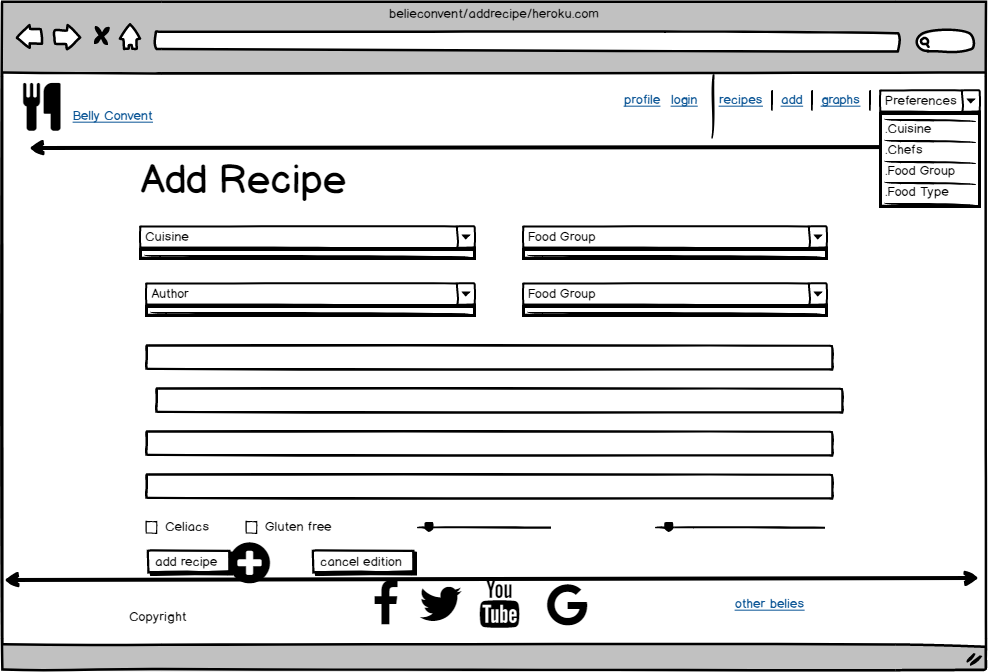 belieconvent/addrecipe/heroku.com
Belly Convent
profile login recipes add graphs Preferences
.Cuisine
.Chefs
.Food Group
.Food Type
Add Recipe
Cuisine Food Group
Author Food Group
Celiacs Gluten free
add recipe cancel edition
Copyright
You
Tube
other belies